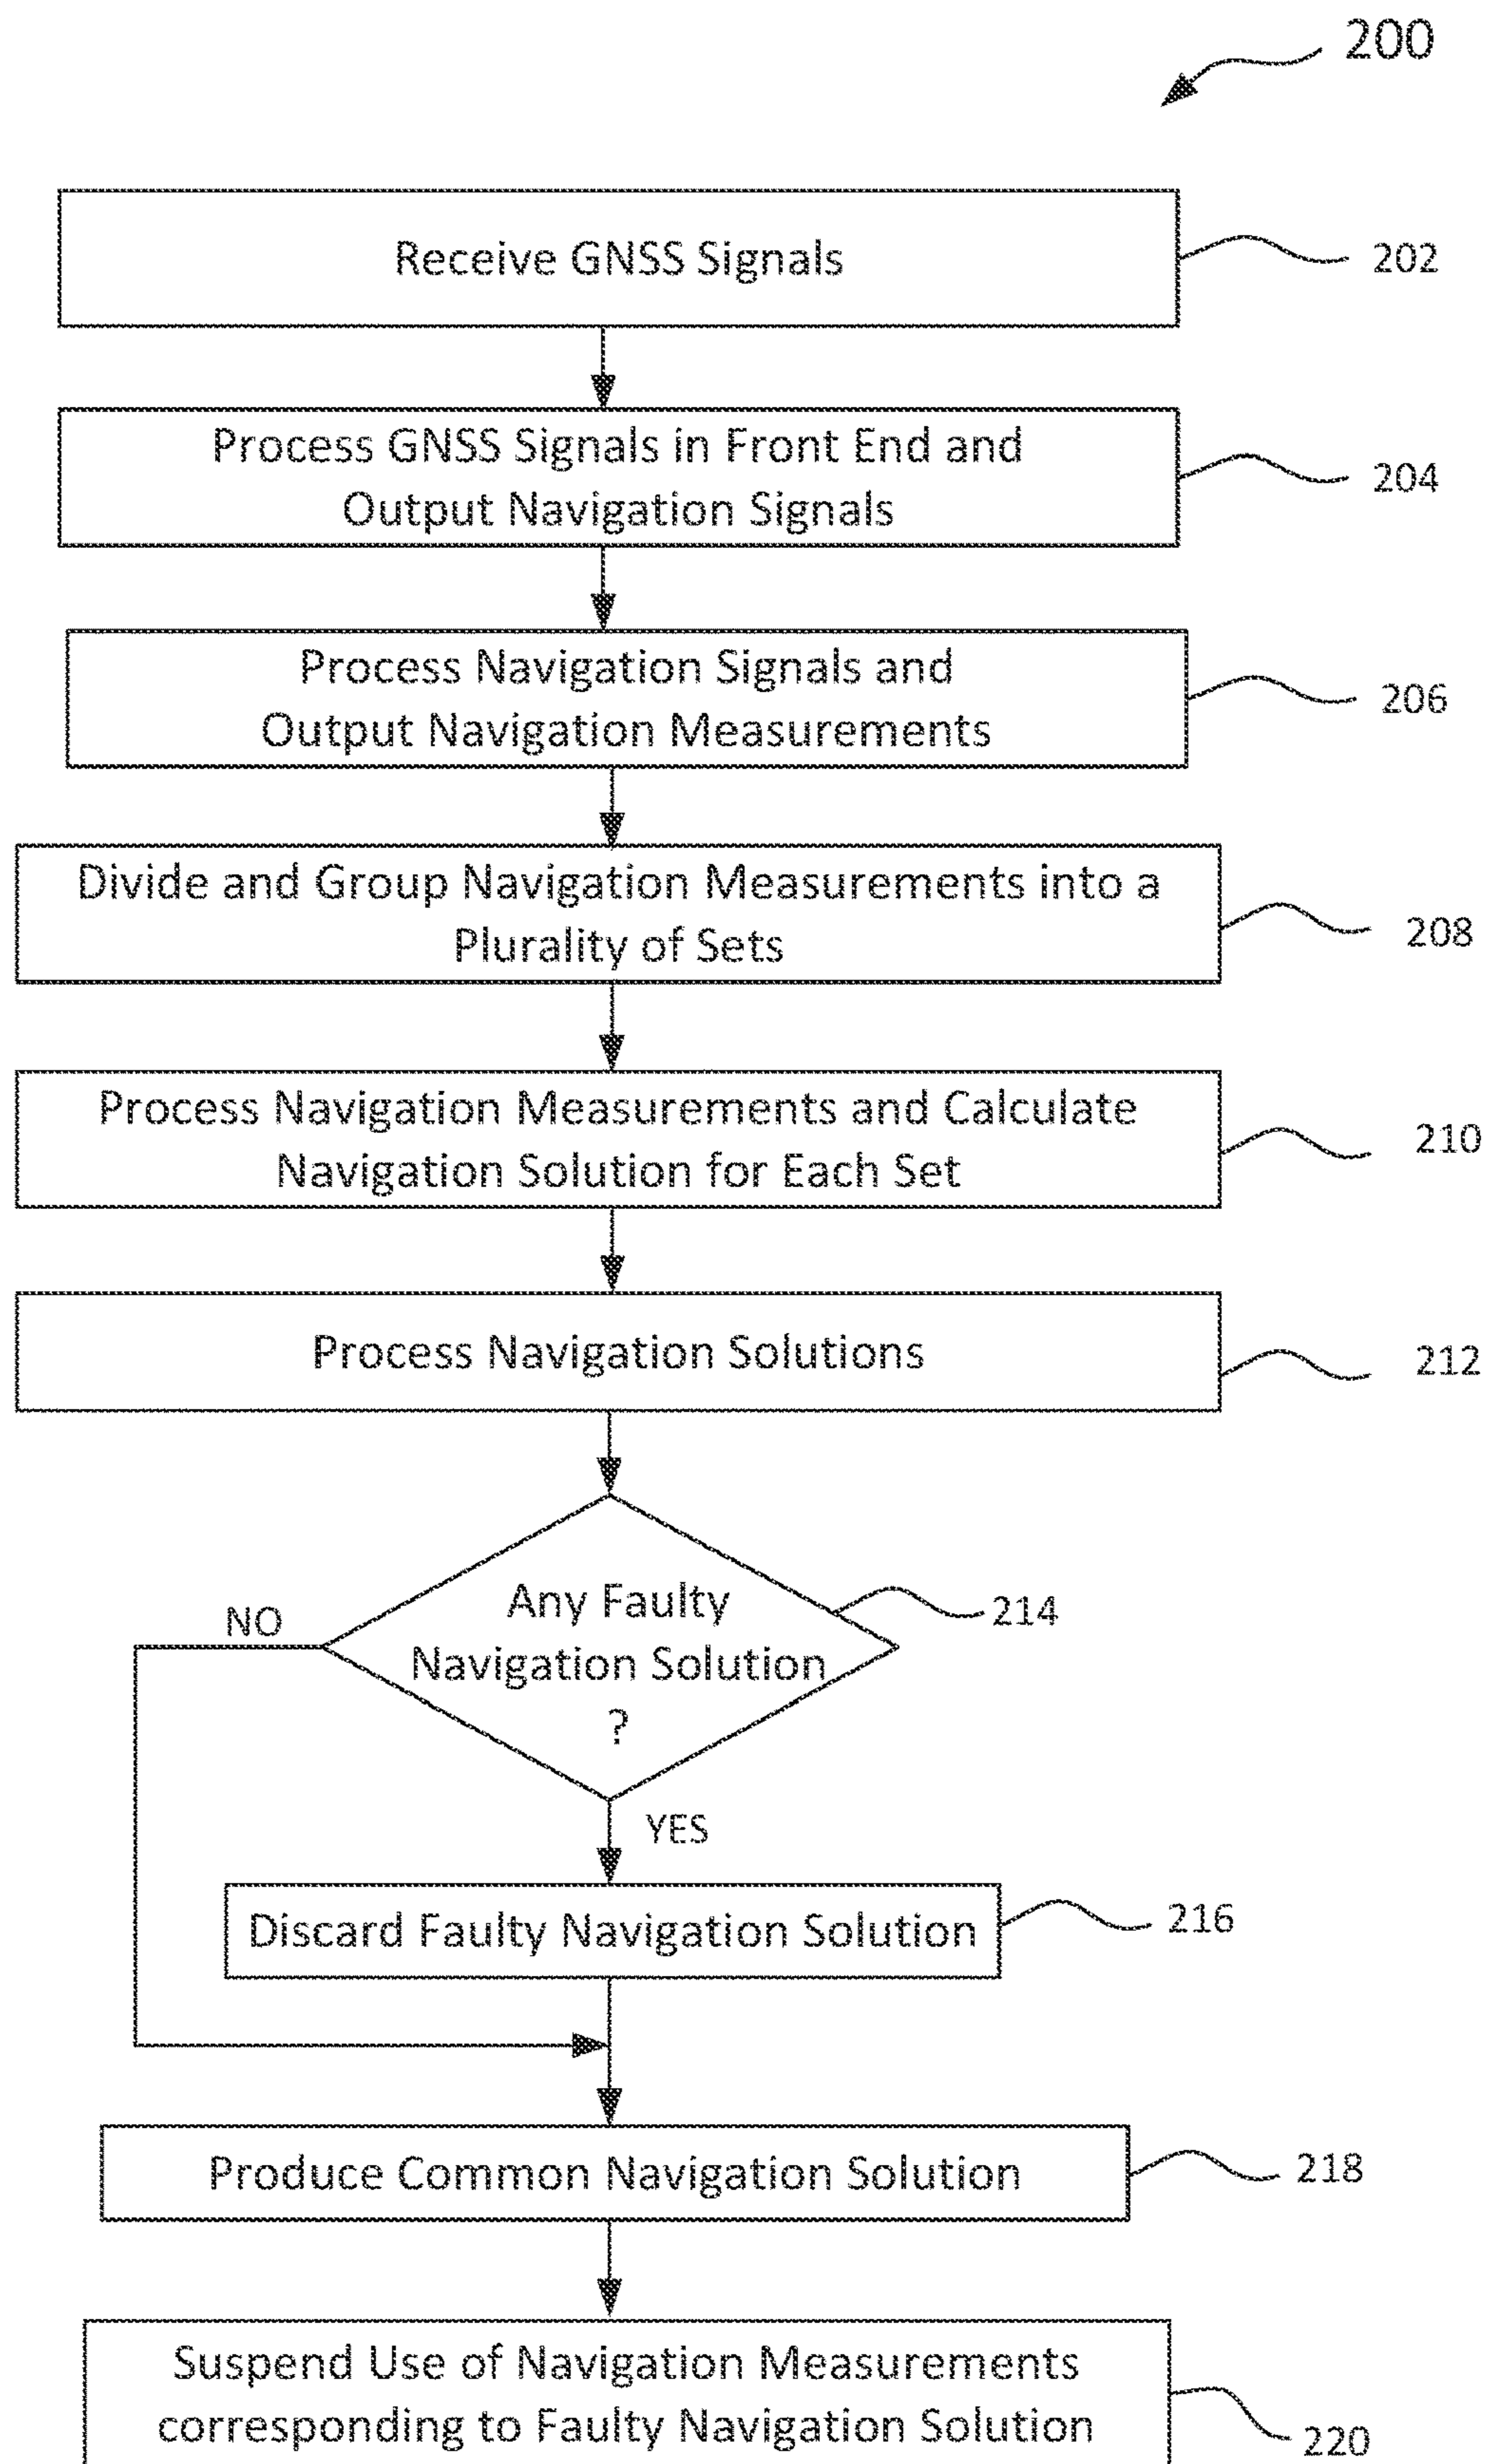 200
Receive GNSS Signals
202
Process GNSS Signals in Front End and
Output Navigation Signals
204
Process Navigation Signals and
Output Navigation Measurements
206
Divide and Group Navigation Measurements into a
Plurality of Sets
208
Process Navigation Measurements and Calculate
Navigation Solution for Each Set
210
Process Navigation Solutions
212
Any Faulty
Navigation Solution
?
214
NO
YES
Discard Faulty Navigation Solution
216
Produce Common Navigation Solution
218
Suspend Use of Navigation Measurements
corresponding to Faulty Navigation Solution
220